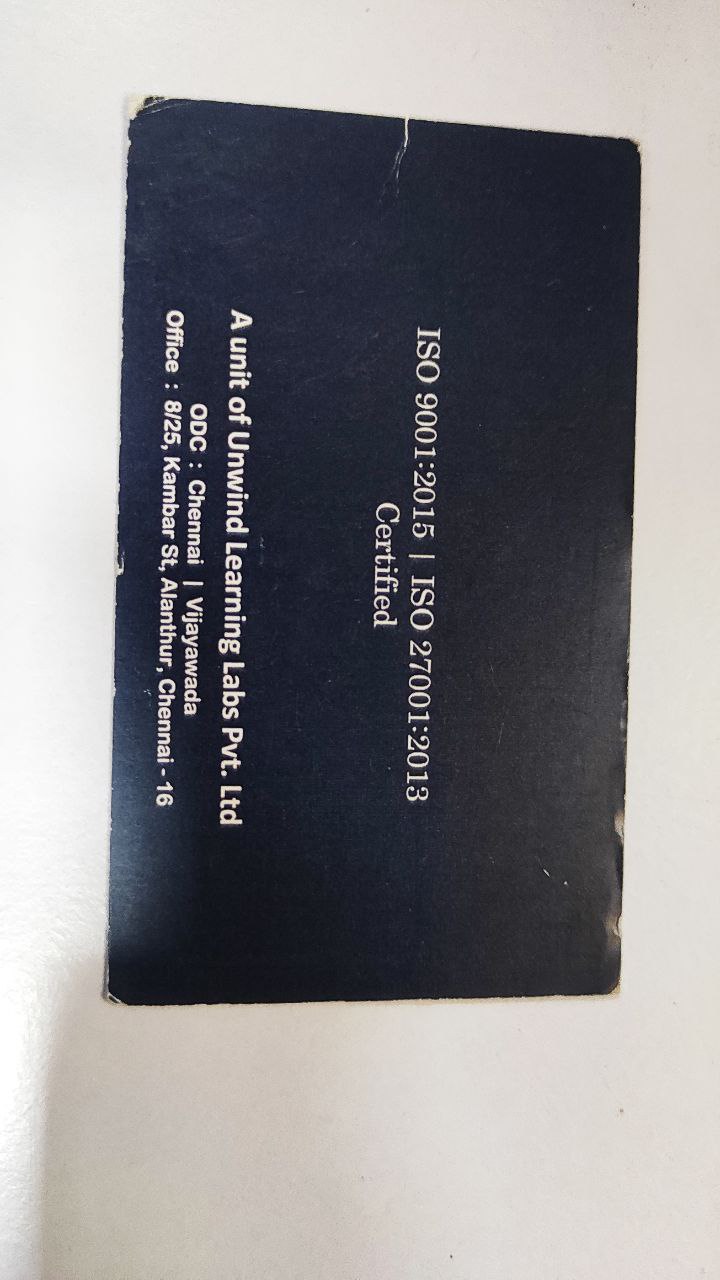 ISO 9001:2015 | ISO 27001:2013
Certified
A unit of Unwind Learning Labs Pvt. Ltd
ODC : Chennai | Vijayawada
Office : 8/25, Kambar St, Alanthur, Chennai - 16